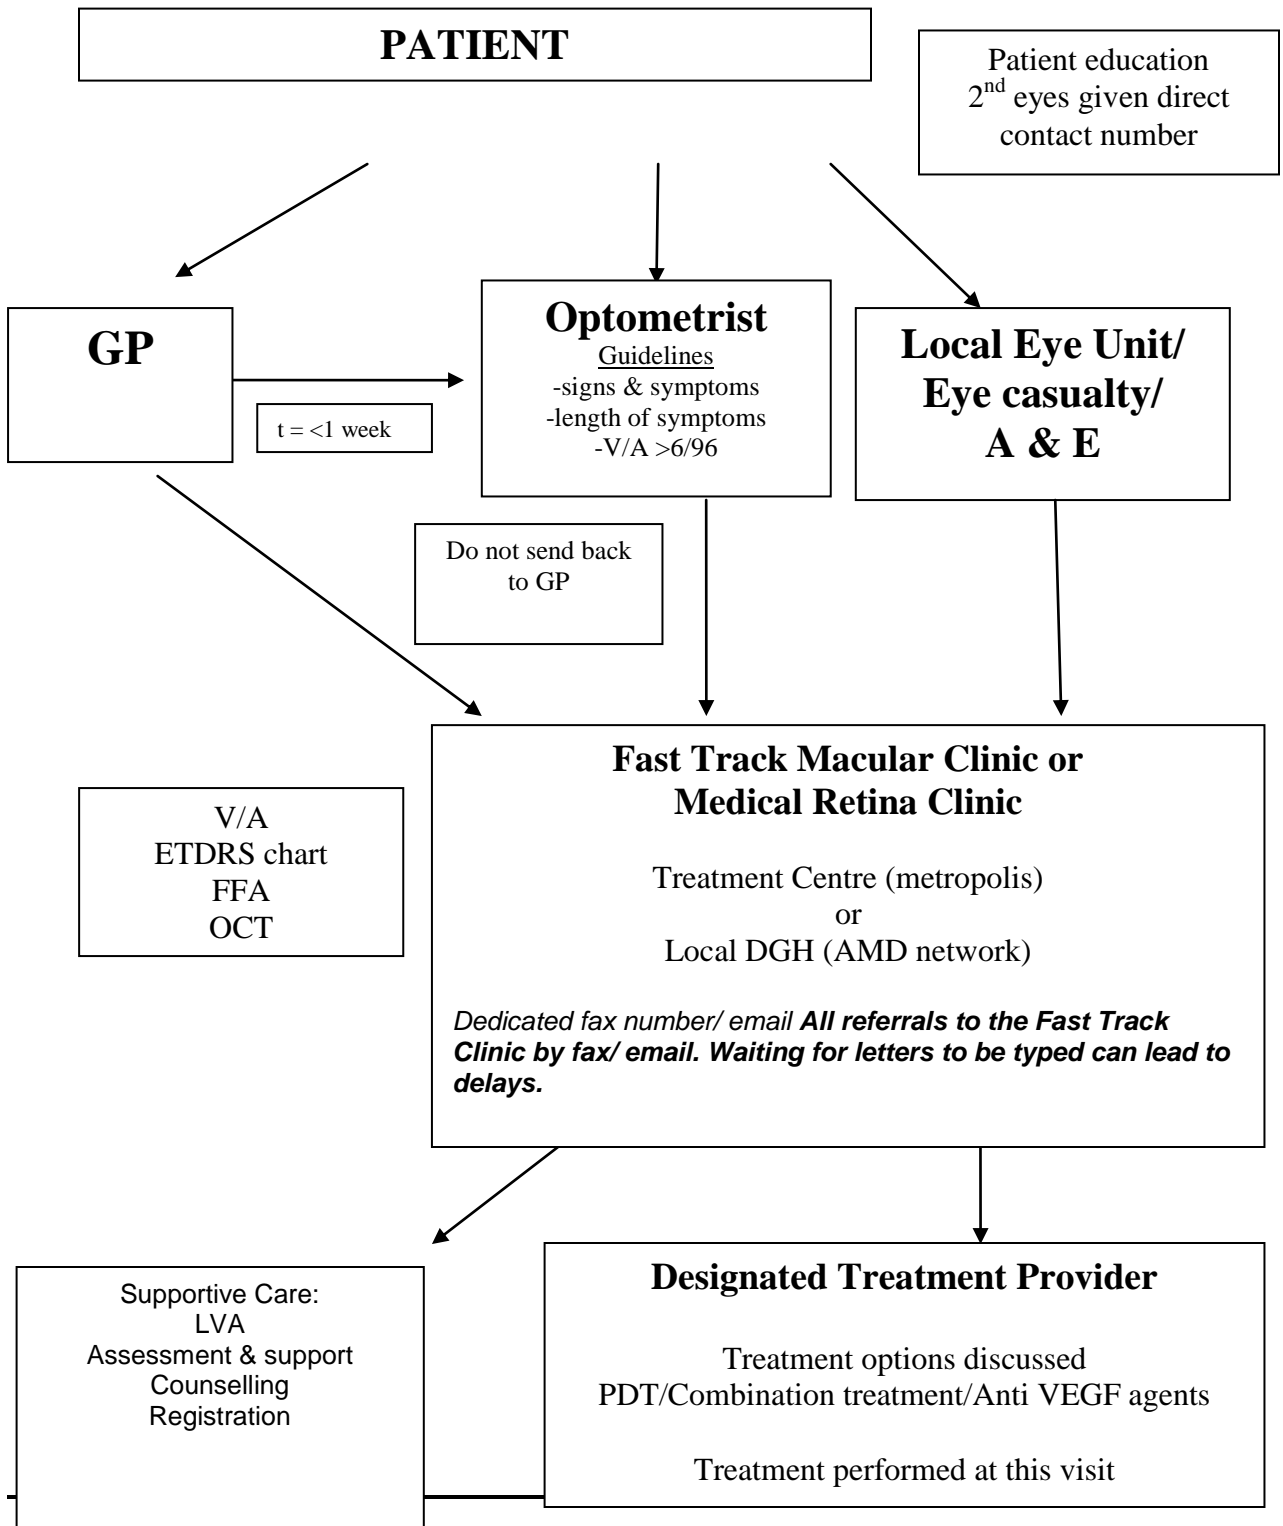 PATIENT
Patient education
2nd eyes given direct
contact number
GP
t = <1 week
Optometrist
Guidelines
-signs & symptoms
-length of symptoms
-V/A >6/96
Local Eye Unit/
Eye casualty/
A & E
Do not send back
to GP
Fast Track Macular Clinic or
Medical Retina Clinic
Treatment Centre (metropolis)
or
Local DGH (AMD network)
Dedicated fax number/ email All referrals to the Fast Track
Clinic by fax/ email. Waiting for letters to be typed can lead to
delays.
V/A
ETDRS chart
FFA
OCT
Supportive Care:
LVA
Assessment & support
Counselling
Registration
Designated Treatment Provider
Treatment options discussed
PDT/Combination treatment/Anti VEGF agents
Treatment performed at this visit